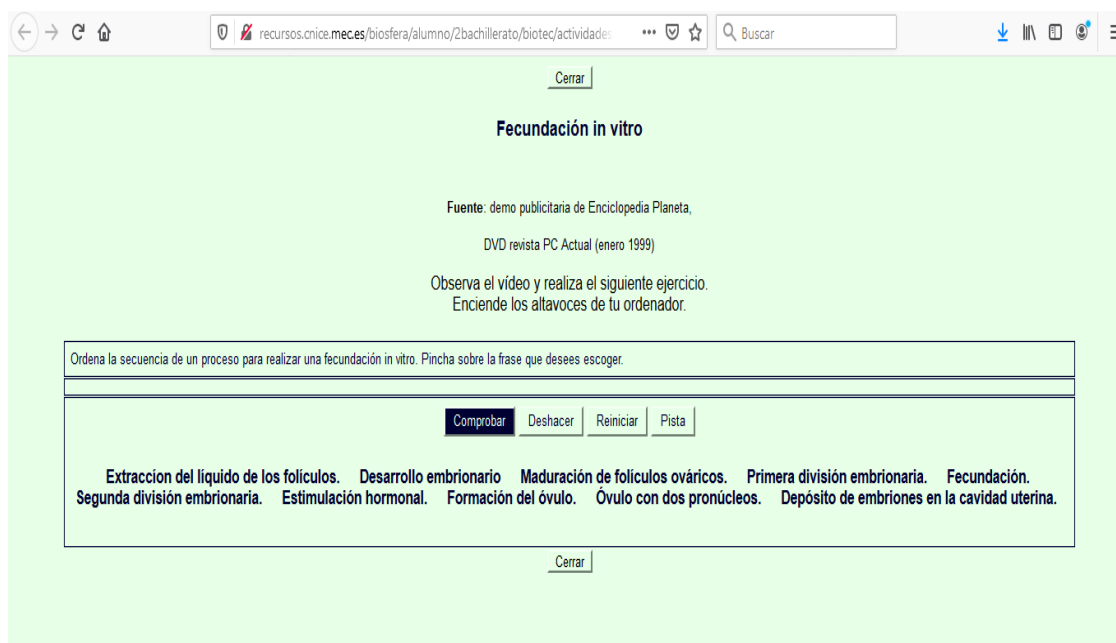 recursos.cnice.mec.es/biosfera/alumno/2bachillerato/biotec/actividades
Buscar
Cerrar
Fecundación in vitro
Fuente: demo publicitaria de Enciclopedia Planeta,
DVD revista PC Actual (enero 1999)
Observa el vídeo y realiza el siguiente ejercicio.
Enciende los altavoces de tu ordenador.
Ordena la secuencia de un proceso para realizar una fecundación in vitro. Pincha sobre la frase que desees escoger.
Comprobar Deshacer Reiniciar Pista
Extraccíon del líquido de los folículos. Desarrollo embrionario Maduración de folículos ováricos. Primera división embrionaria. Fecundación.
Segunda división embrionaria. Estimulación hormonal. Formación del óvulo. Óvulo con dos pronúcleos. Depósito de embriones en la cavidad uterina.
Cerrar